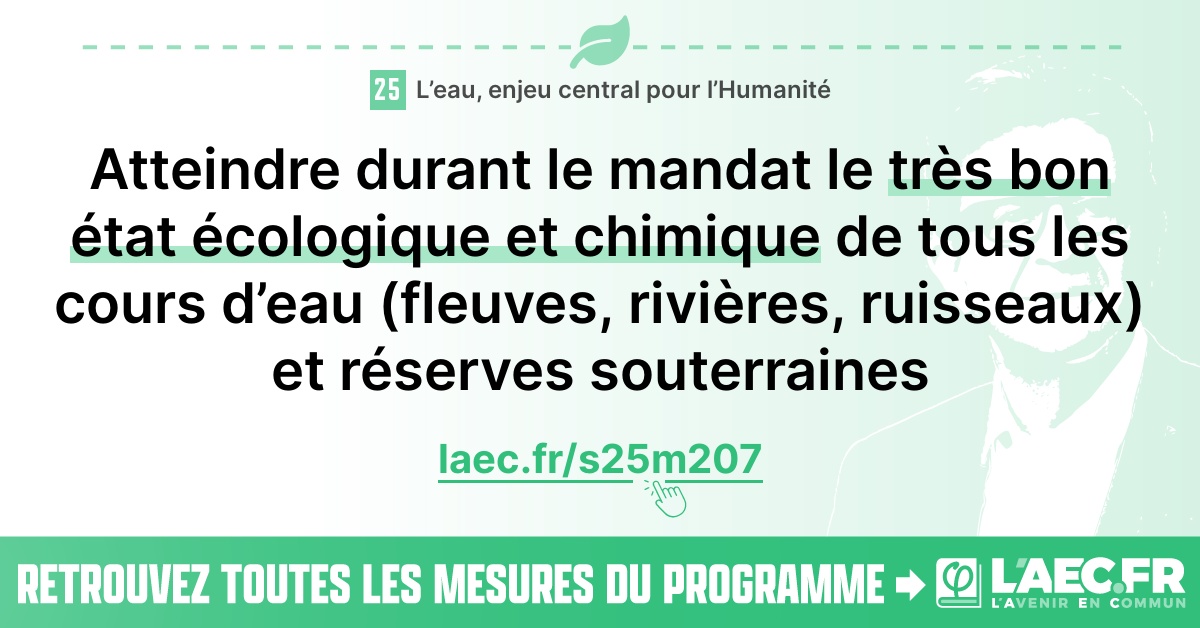 25 L’eau, enjeu central pour l’Humanité
Atteindre durant le mandat le très bon
état écologique et chimique de tous les
cours d’eau (fleuves, rivières, ruisseaux)
et réserves souterraines
laec.fr/s25m207
RETROUVEZ TOUTES LES MESURES DU PROGRAMME
L’AEC.FR
L’AVENIR EN COMMUN